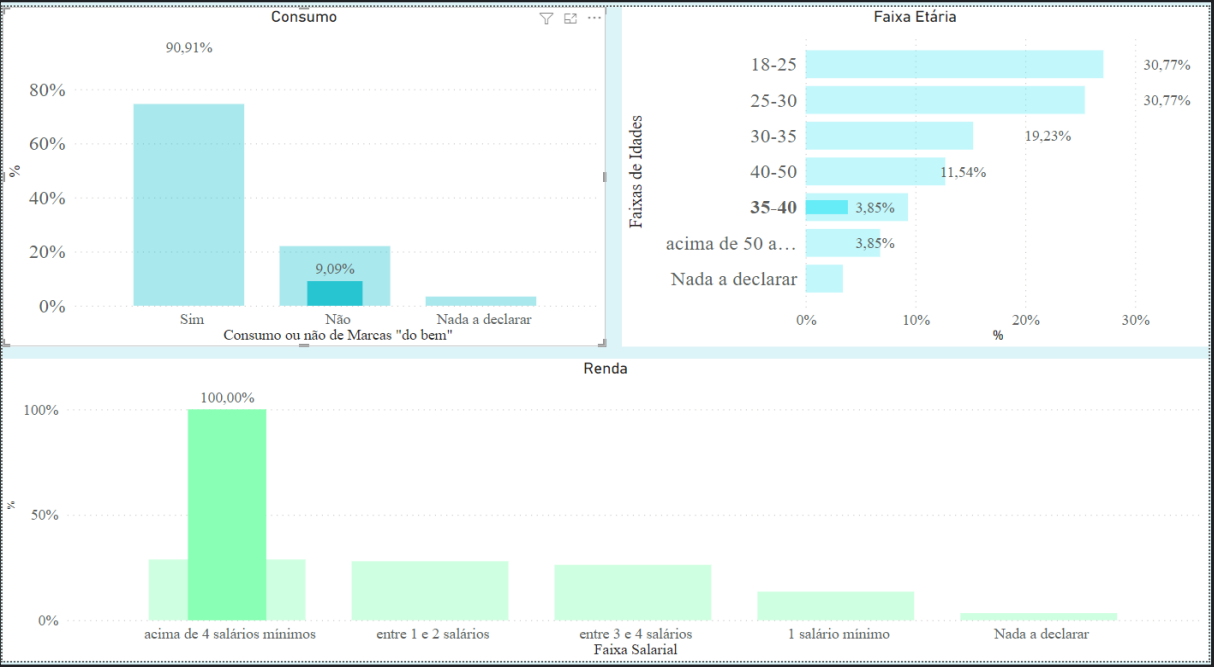 Consumo
90,91%
80%
60%
40%
20%
0%
%
9,09%
Sim
Não
Nada a declarar
Consumo ou não de Marcas "do bem"
Faixa Etária
Faixas de Idades
18-25
30,77%
25-30
30,77%
30-35
19,23%
40-50
11,54%
35-40
3,85%
acima de 50 a...
3,85%
Nada a declarar
0%
10%
20%
30%
%
Renda
100,00%
100%
50%
0%
%
acima de 4 salários mínimos
entre 1 e 2 salários
entre 3 e 4 salários
1 salário mínimo
Nada a declarar
Faixa Salarial